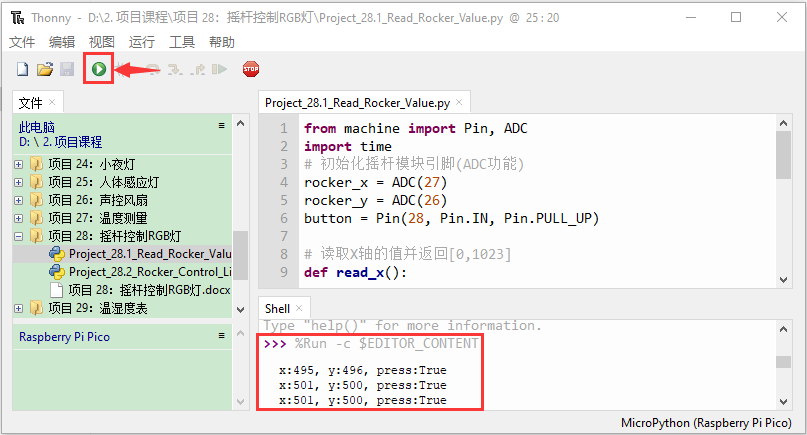 Thonny - D:\2.项目课程\项目 28：摇杆控制RGB灯\Project_28.1_Read_Rocker_Value.py @ 25:20
文件 编辑 视图 运行 工具 帮助
STOP
文件
此电脑
D: \ 2. 项目课程
项目 24：小夜灯
项目 25：人体感应灯
项目 26：声控风扇
项目 27：温度测量
项目 28：摇杆控制RGB灯
Project_28.1_Read_Rocker_Valu
Project_28.2_Rocker_Control_Li
项目 28：摇杆控制RGB灯.docx
项目 29：温湿度表
Raspberry Pi Pico
Project_28.1_Read_Rocker_Value.py
1 from machine import Pin, ADC
2 import time
3 # 初始化摇杆模块引脚(ADC功能)
4 rocker_x = ADC(27)
5 rocker_y = ADC(26)
6 button = Pin(28, Pin.IN, Pin.PULL_UP)
7
8 # 读取X轴的值并返回[0,1023]
9 def read_x():
Shell
Type "help()" for more information.
>>> %Run -c $EDITOR_CONTENT
x:495, y:496, press:True
x:501, y:500, press:True
x:501, y:500, press:True
MicroPython (Raspberry Pi Pico)